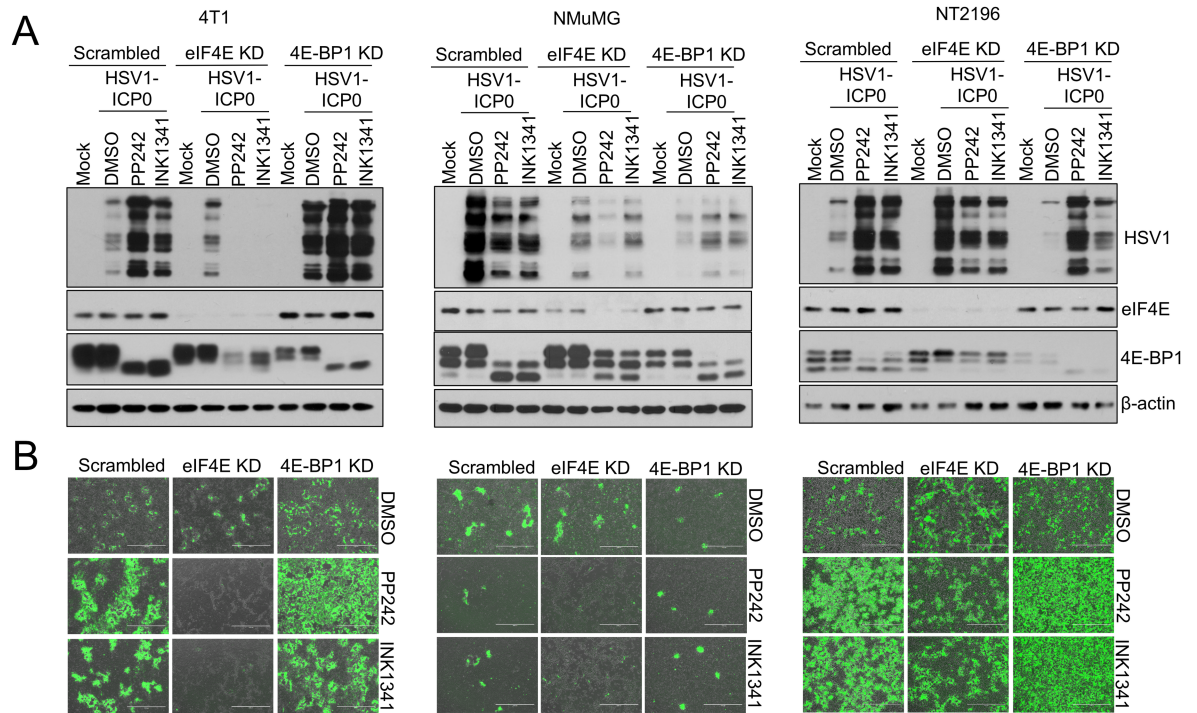 A
4T1
Scrambled eIF4E KD 4E-BP1 KD
HSV1-ICP0 HSV1-ICP0 HSV1-ICP0
Mock DMSO PP242 INK1341 Mock DMSO PP242 INK1341 Mock DMSO PP242 INK1341
NMuMG
Scrambled eIF4E KD 4E-BP1 KD
HSV1-ICP0 HSV1-ICP0 HSV1-ICP0
Mock DMSO PP242 INK1341 Mock DMSO PP242 INK1341 Mock DMSO PP242 INK1341
NT2196
Scrambled eIF4E KD 4E-BP1 KD
HSV1-ICP0 HSV1-ICP0 HSV1-ICP0
Mock DMSO PP242 INK1341 Mock DMSO PP242 INK1341 Mock DMSO PP242 INK1341
HSV1
eIF4E
4E-BP1
β-actin
B
Scrambled eIF4E KD 4E-BP1 KD
DMSO
PP242
INK1341
Scrambled eIF4E KD 4E-BP1 KD
DMSO
PP242
INK1341
Scrambled eIF4E KD 4E-BP1 KD
DMSO
PP242
INK1341